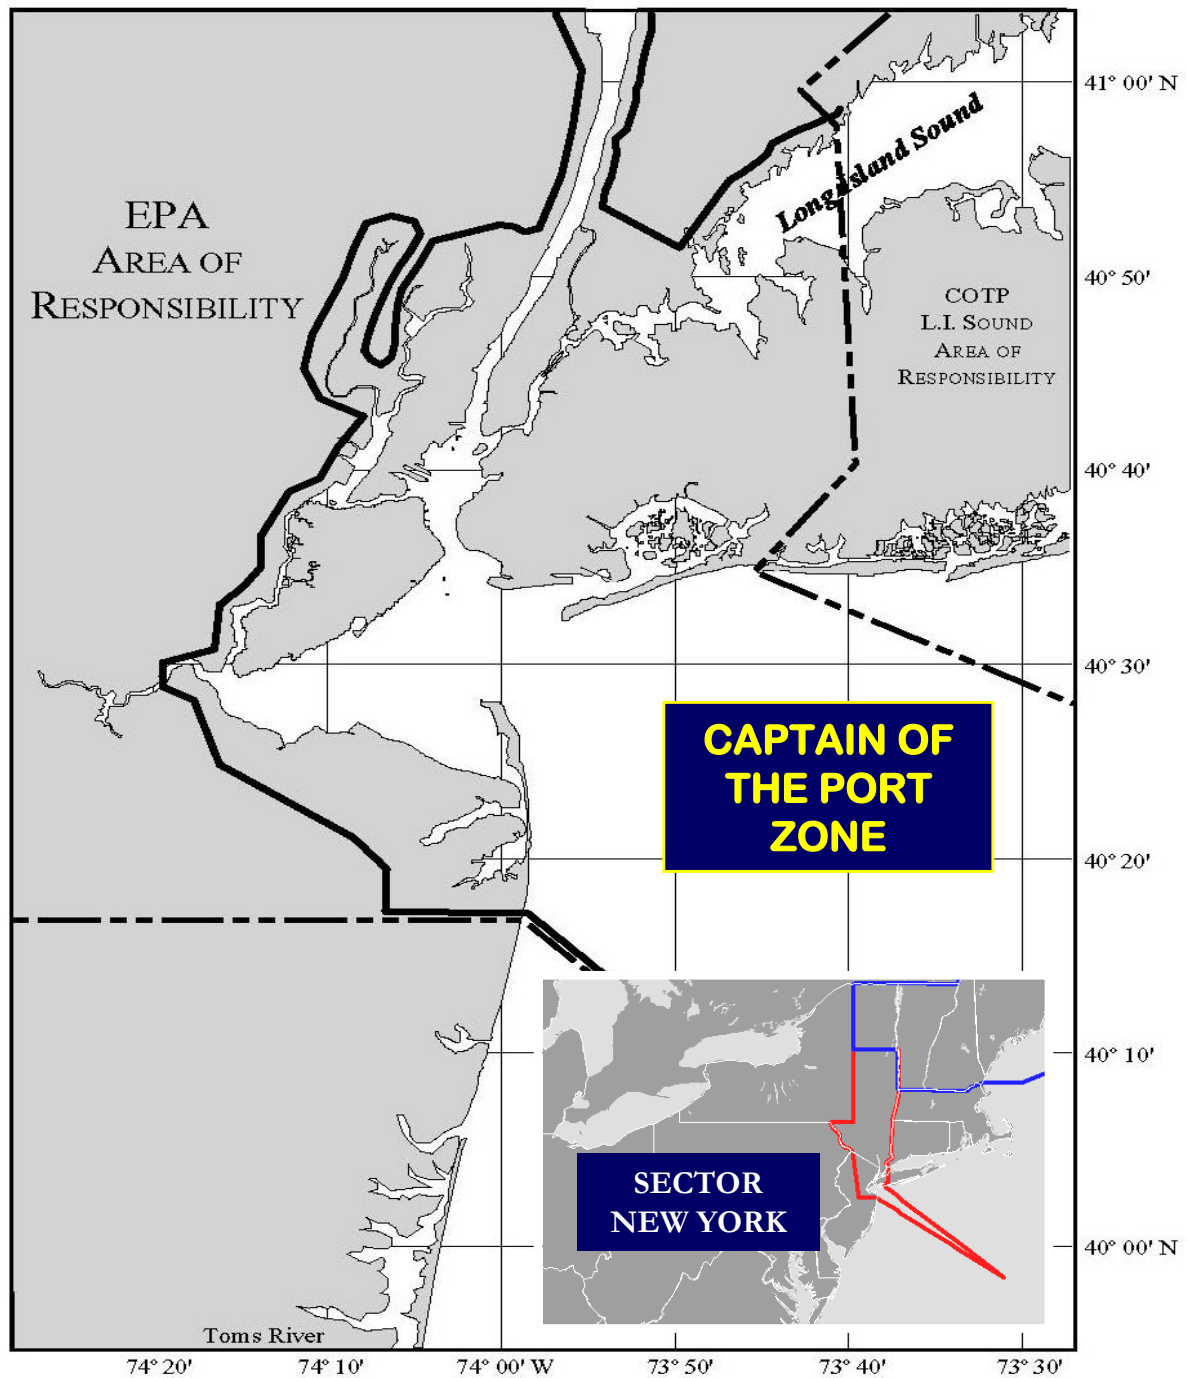 41° 00' N
Long Island Sound
EPA
AREA OF
RESPONSIBILITY
40° 50'
COTP
L.I. SOUND
AREA OF
RESPONSIBILITY
40° 40'
40° 30'
CAPTAIN OF
THE PORT
ZONE
40° 20'
40° 10'
SECTOR
NEW YORK
40° 00' N
Toms River
74° 20'
74° 10'
74° 00' W
73° 50'
73° 40'
73° 30'